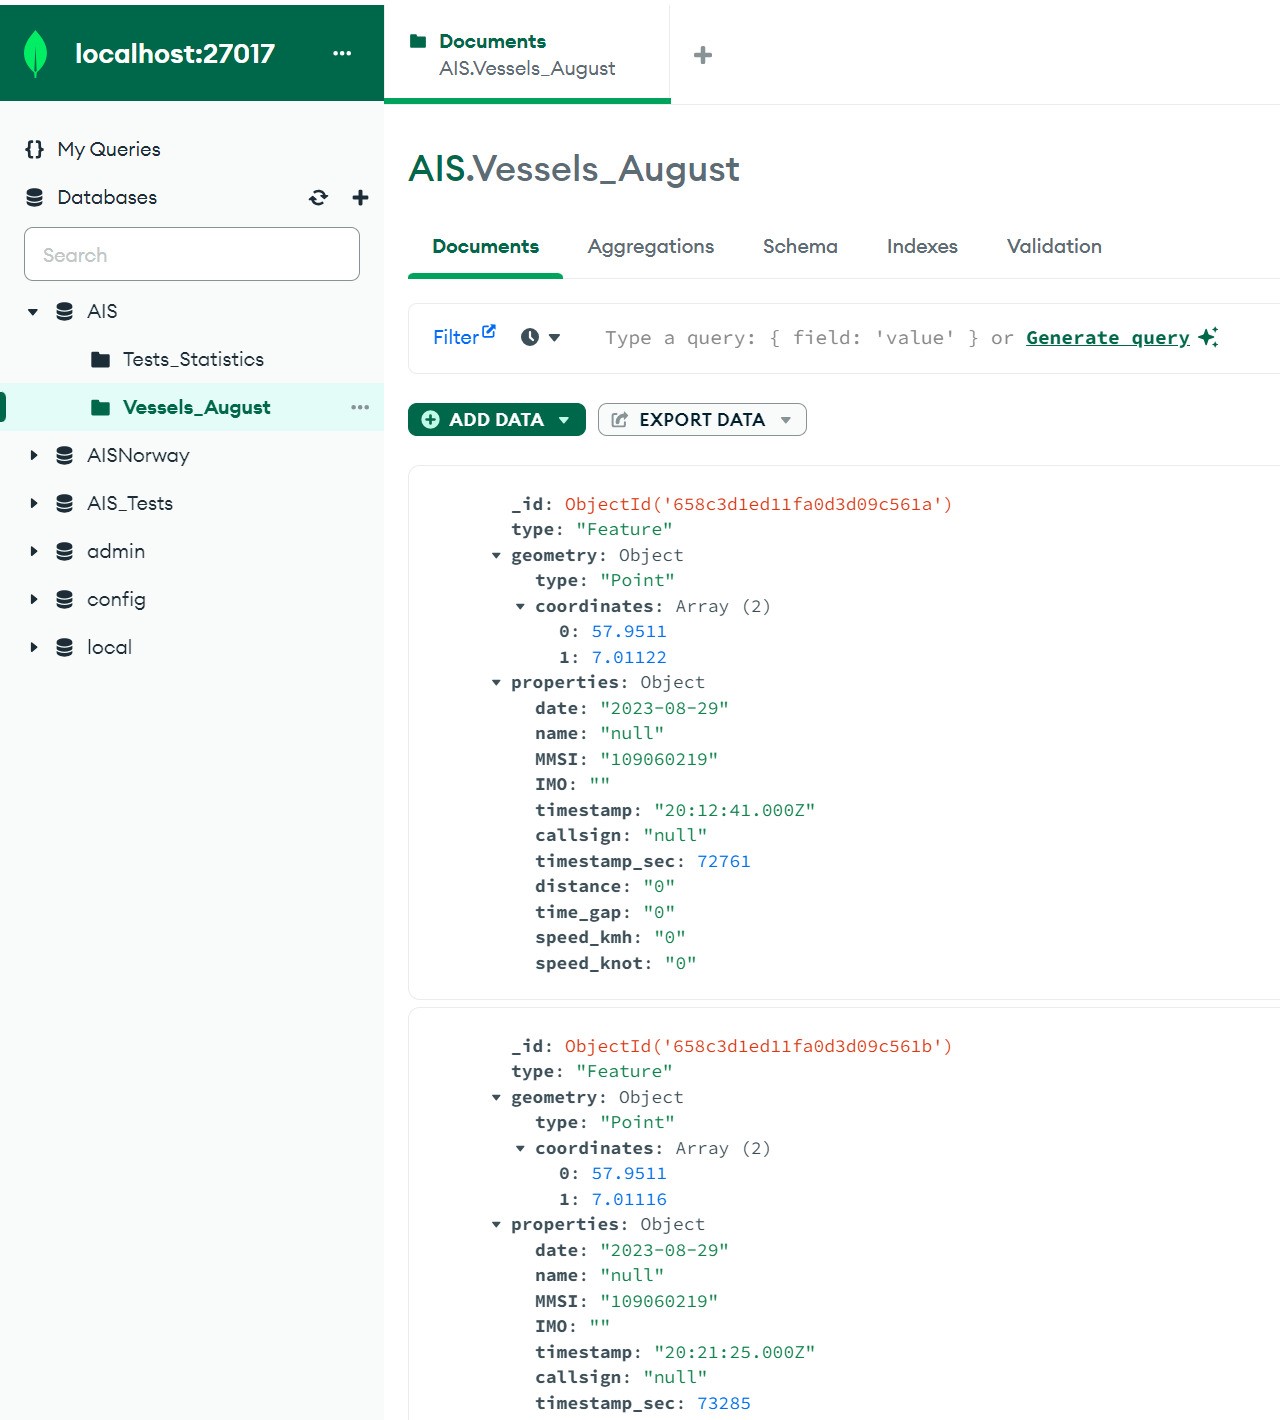 localhost:27017
Documents
AIS.Vessels_August
My Queries
Databases
Search
AIS
Tests_Statistics
Vessels_August
AISNorway
AIS_Tests
admin
config
local
AIS.Vessels_August
Documents Aggregations Schema Indexes Validation
Filter Type a query: { field: 'value' } or Generate query
ADD DATA EXPORT DATA
_id: ObjectId('658c3d1ed11fa0d3d09c561a')
type: "Feature"
geometry: Object
type: "Point"
coordinates: Array (2)
0: 57.9511
1: 7.01122
properties: Object
date: "2023-08-29"
name: "null"
MMSI: "109060219"
IMO: ""
timestamp: "20:12:41.000Z"
callsign: "null"
timestamp_sec: 72761
distance: "0"
time_gap: "0"
speed_kmh: "0"
speed_knot: "0"
_id: ObjectId('658c3d1ed11fa0d3d09c561b')
type: "Feature"
geometry: Object
type: "Point"
coordinates: Array (2)
0: 57.9511
1: 7.01116
properties: Object
date: "2023-08-29"
name: "null"
MMSI: "109060219"
IMO: ""
timestamp: "20:21:25.000Z"
callsign: "null"
timestamp_sec: 73285